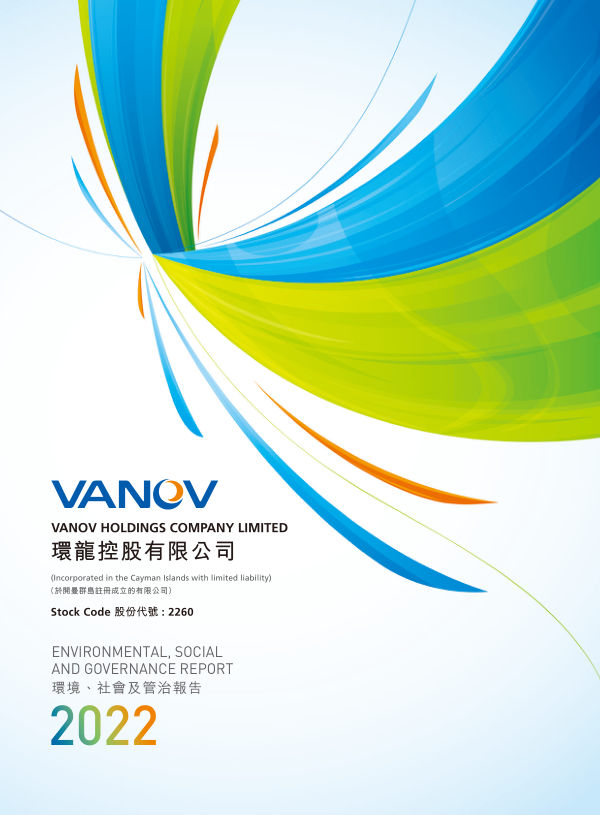 VANOV
VANOV HOLDINGS COMPANY LIMITED
環龍控股有限公司
(Incorporated in the Cayman Islands with limited liability)
(於開曼群島註冊成立的有限公司)
Stock Code 股份代號 : 2260
ENVIRONMENTAL, SOCIAL
AND GOVERNANCE REPORT
環境、社會及管治報告
2022